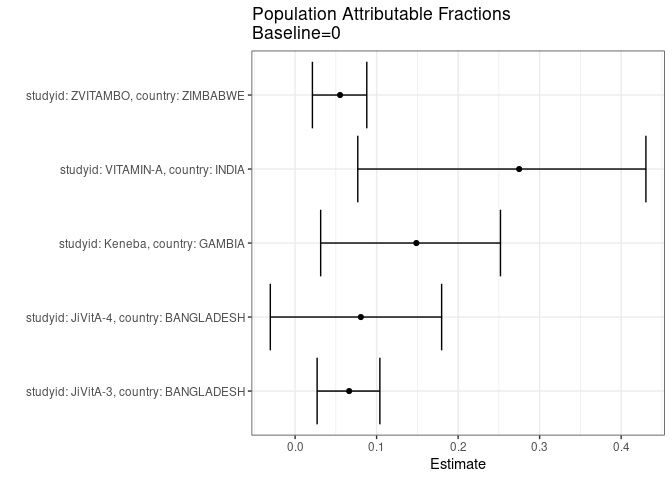 Population Attributable Fractions
Baseline=0
studyid: ZVITAMBO, country: ZIMBABWE
studyid: VITAMIN-A, country: INDIA
studyid: Keneba, country: GAMBIA
studyid: JiVitA-4, country: BANGLADESH
studyid: JiVitA-3, country: BANGLADESH
0.0 0.1 0.2 0.3 0.4
Estimate